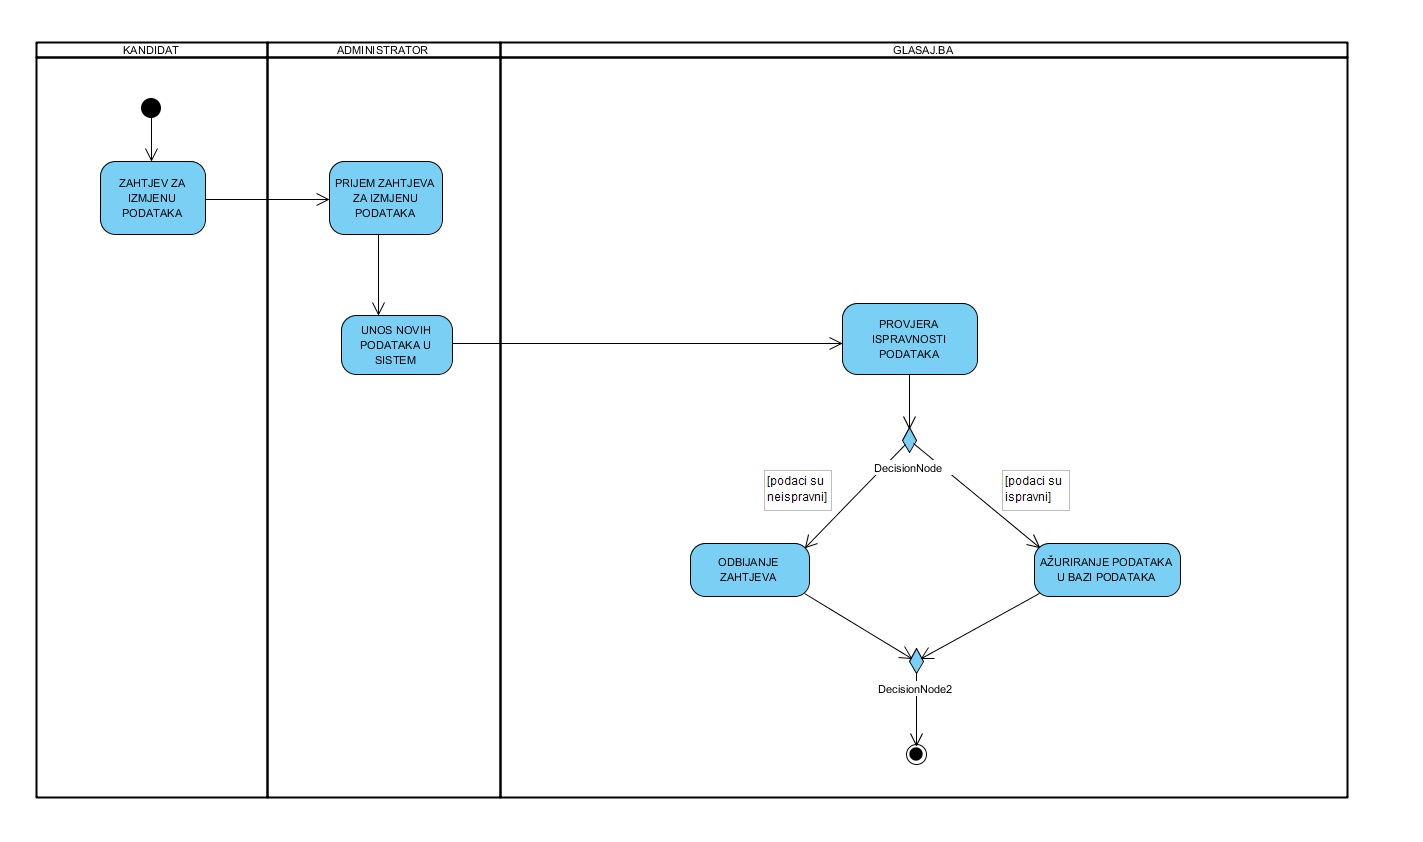 KANDIDAT
ADMINISTRATOR
GLASAJ.BA
ZAHTJEV ZA
IZMJENU
PODATAKA
PRIJEM ZAHTJEVA
ZA IZMJENU
PODATAKA
UNOS NOVIH
PODATAKA U
SISTEM
PROVJERA
ISPRAVNOSTI
PODATAKA
DecisionNode
[podaci su
neispravni]
[podaci su
ispravni]
ODBIJANJE
ZAHTJEVA
AŽURIRANJE PODATAKA
U BAZI PODATAKA
DecisionNode2